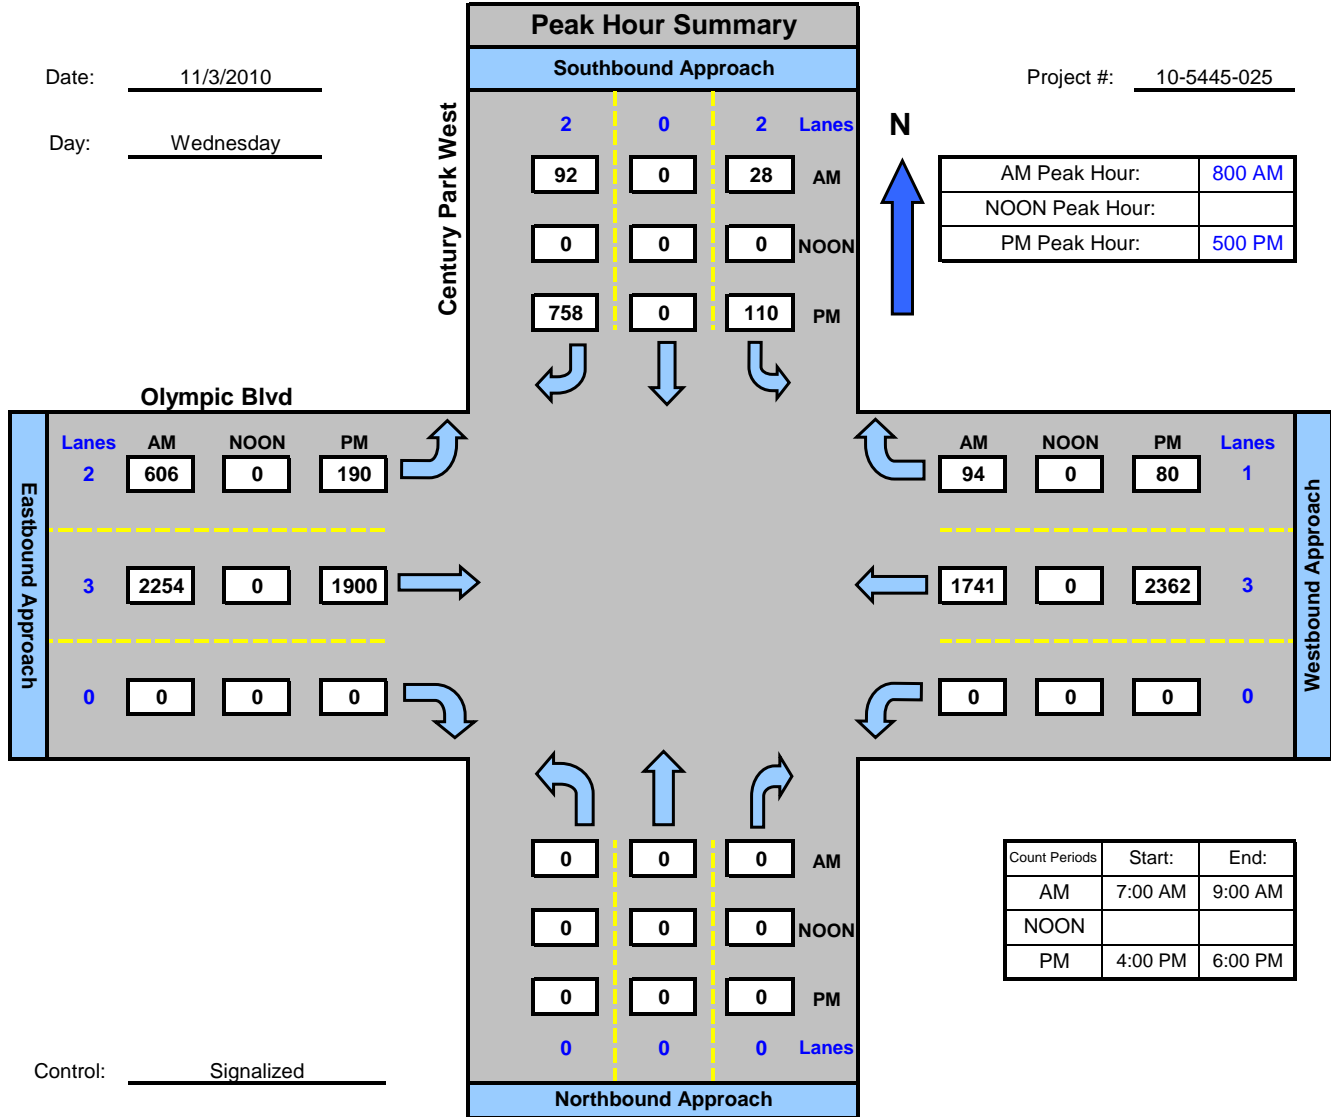 Peak Hour Summary
Southbound Approach
Date: 11/3/2010
Project #: 10-5445-025
Day: Wednesday
Century Park West
2 0 2 Lanes
92 0 28 AM
0 0 0 NOON
758 0 110 PM
N
AM Peak Hour: 800 AM
NOON Peak Hour:
PM Peak Hour: 500 PM
Olympic Blvd
Eastbound Approach
Lanes AM NOON PM
2 606 0 190
3 2254 0 1900
0 0 0 0
AM NOON PM Lanes
94 0 80 1
1741 0 2362 3
0 0 0 0
Westbound Approach
0 0 0 AM
0 0 0 NOON
0 0 0 PM
0 0 0 Lanes
Northbound Approach
Count Periods Start: End:
AM 7:00 AM 9:00 AM
NOON
PM 4:00 PM 6:00 PM
Control: Signalized